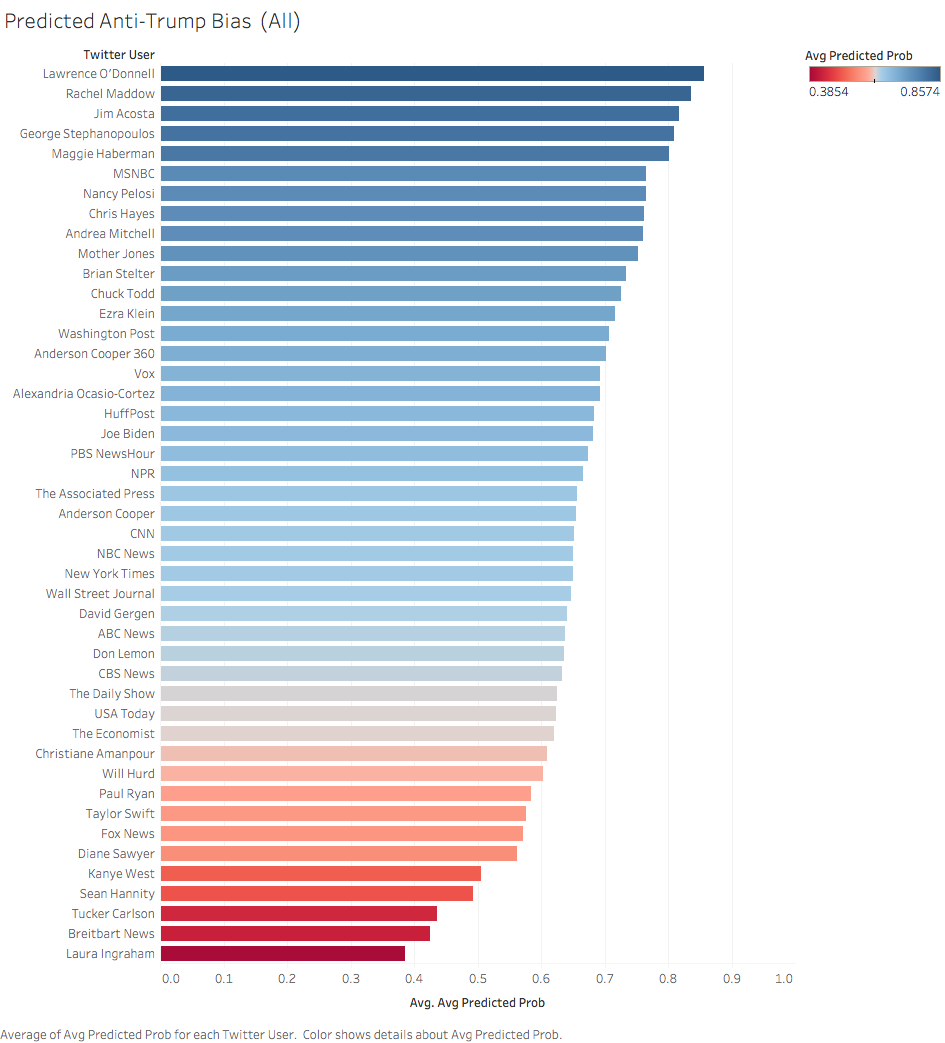 Predicted Anti-Trump Bias (All)
Twitter User
Avg Predicted Prob
0.3854 0.8574
Lawrence O'Donnell
Rachel Maddow
Jim Acosta
George Stephanopoulos
Maggie Haberman
MSNBC
Nancy Pelosi
Chris Hayes
Andrea Mitchell
Mother Jones
Brian Stelter
Chuck Todd
Ezra Klein
Washington Post
Anderson Cooper 360
Vox
Alexandria Ocasio-Cortez
HuffPost
Joe Biden
PBS NewsHour
NPR
The Associated Press
Anderson Cooper
CNN
NBC News
New York Times
Wall Street Journal
David Gergen
ABC News
Don Lemon
CBS News
The Daily Show
USA Today
The Economist
Christiane Amanpour
Will Hurd
Paul Ryan
Taylor Swift
Fox News
Diane Sawyer
Kanye West
Sean Hannity
Tucker Carlson
Breitbart News
Laura Ingraham
0.0 0.1 0.2 0.3 0.4 0.5 0.6 0.7 0.8 0.9 1.0
Avg. Avg Predicted Prob
Average of Avg Predicted Prob for each Twitter User. Color shows details about Avg Predicted Prob.